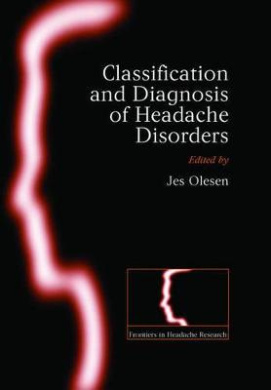 Classification
and Diagnosis
of Headache
Disorders
Edited by
Jes Olesen
Frontiers in Headache Research